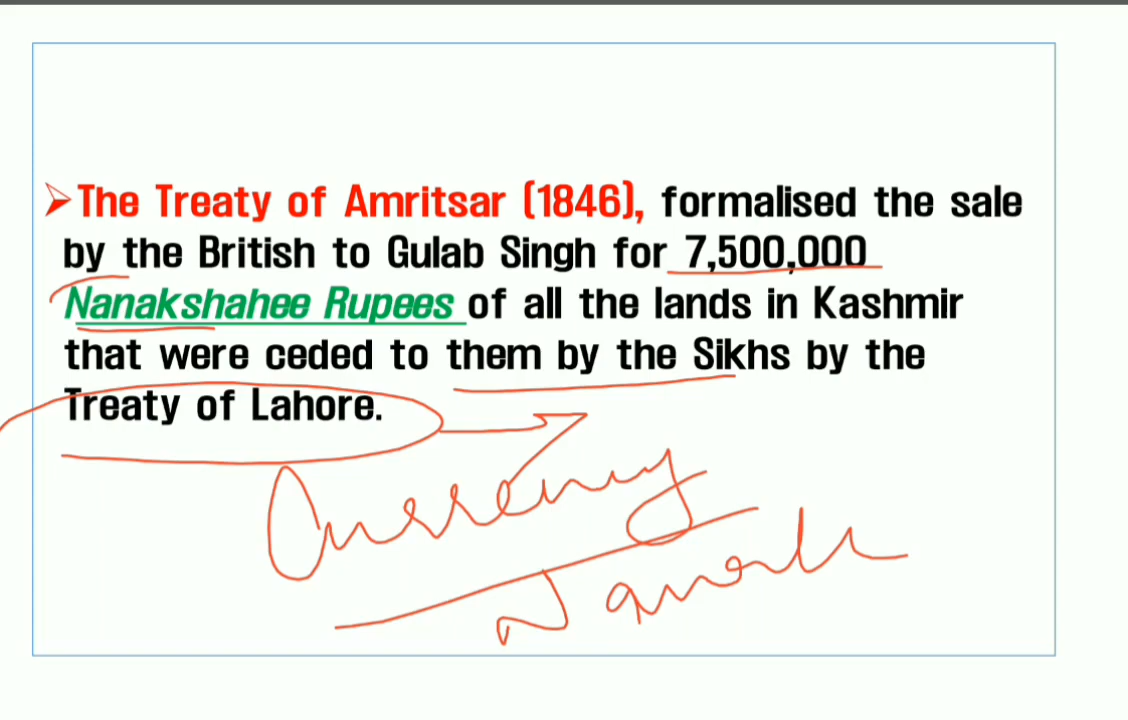 The Treaty of Amritsar (1846), formalised the sale
by the British to Gulab Singh for 7,500,000
Nanakshahee Rupees of all the lands in Kashmir
that were ceded to them by the Sikhs by the
Treaty of Lahore.
Currency
Nanak